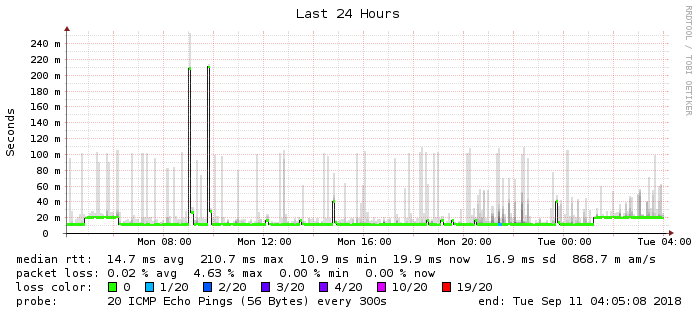 Last 24 Hours
RRDTOOL / TOBI OETIKER
Seconds
240 m
220 m
200 m
180 m
160 m
140 m
120 m
100 m
80 m
60 m
40 m
20 m
0
Mon 08:00 Mon 12:00 Mon 16:00 Mon 20:00 Tue 00:00 Tue 04:00
median rtt: 14.7 ms avg 210.7 ms max 10.9 ms min 19.9 ms now 16.9 ms sd 868.7 m am/s
packet loss: 0.02 % avg 4.63 % max 0.00 % min 0.00 % now
loss color: 0 1/20 2/20 3/20 4/20 10/20 19/20
probe: 20 ICMP Echo Pings (56 Bytes) every 300s end: Tue Sep 11 04:05:08 2018